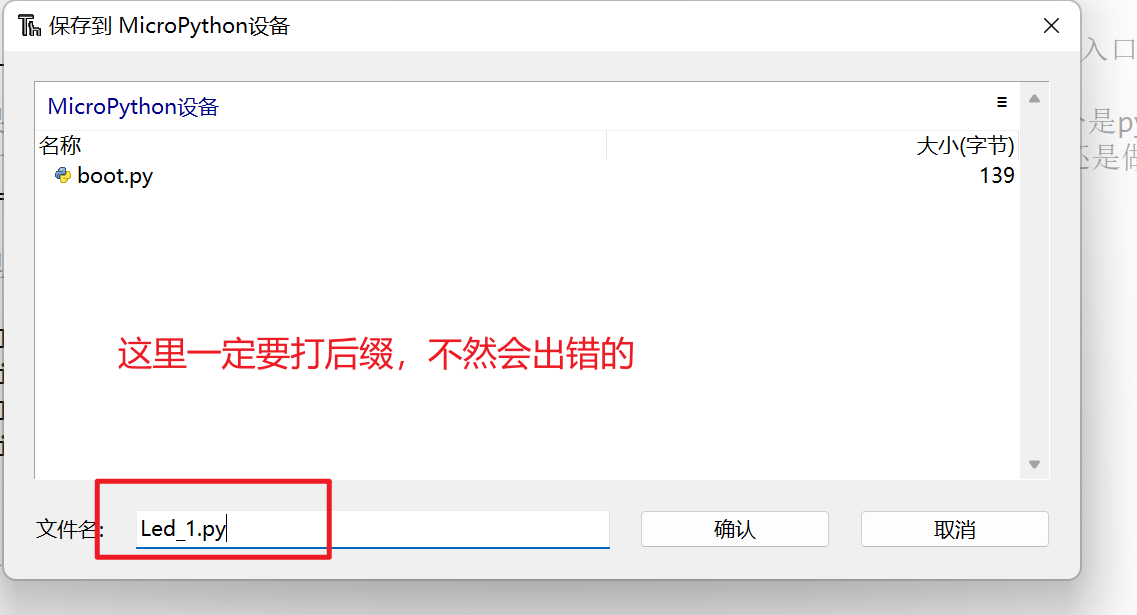 保存到 MicroPython设备
MicroPython设备
名称 大小(字节)
boot.py 139
这里一定要打后缀，不然会出错的
文件名: Led_1.py 确认 取消
入口
是py
还是做